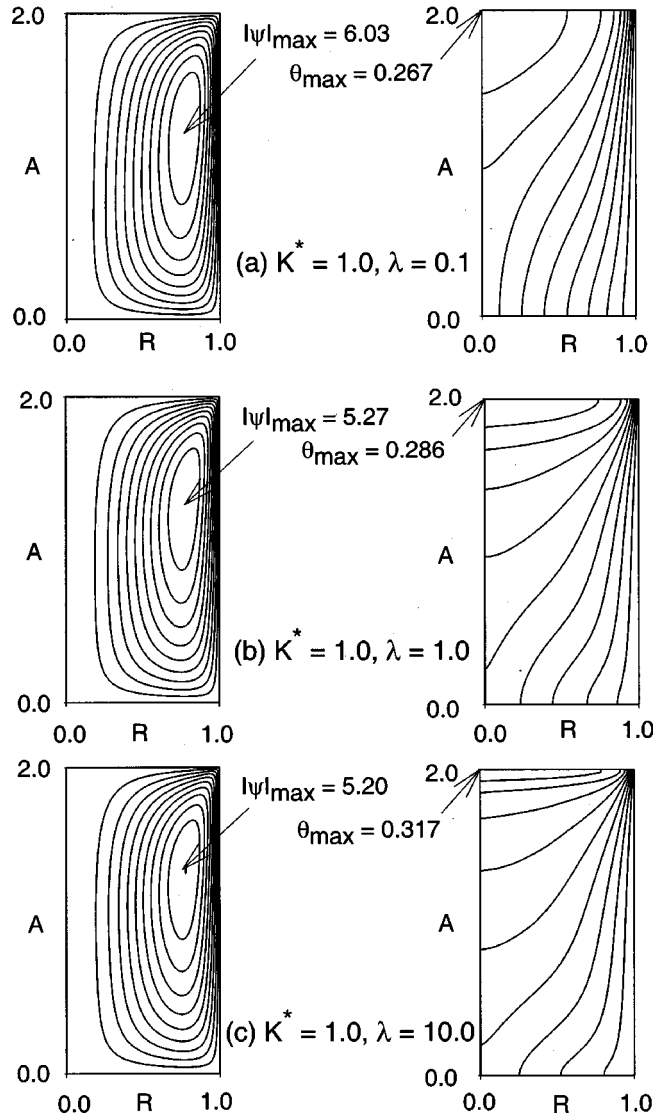 2.0
|ψ|max = 6.03
θmax = 0.267
2.0
A
A
(a) K* = 1.0, λ = 0.1
0.0
0.0
0.0 R 1.0
0.0 R 1.0
2.0
|ψ|max = 5.27
2.0
θmax = 0.286
A
A
(b) K* = 1.0, λ = 1.0
0.0
0.0
0.0 R 1.0
0.0 R 1.0
2.0
|ψ|max = 5.20
2.0
θmax = 0.317
A
A
(c) K* = 1.0, λ = 10.0
0.0
0.0
0.0 R 1.0
0.0 R 1.0